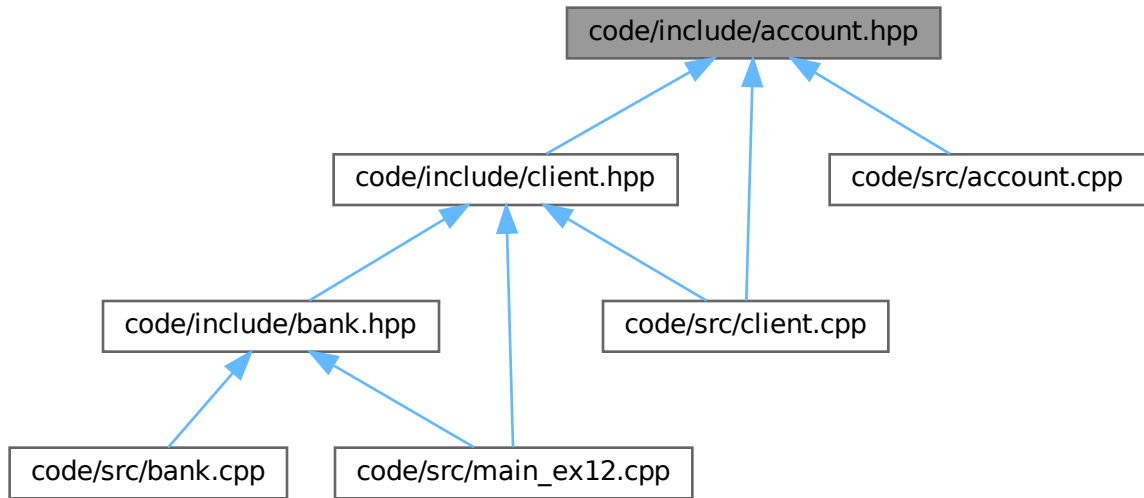 code/include/account.hpp
code/include/client.hpp
code/src/account.cpp
code/include/bank.hpp
code/src/client.cpp
code/src/bank.cpp
code/src/main_ex12.cpp